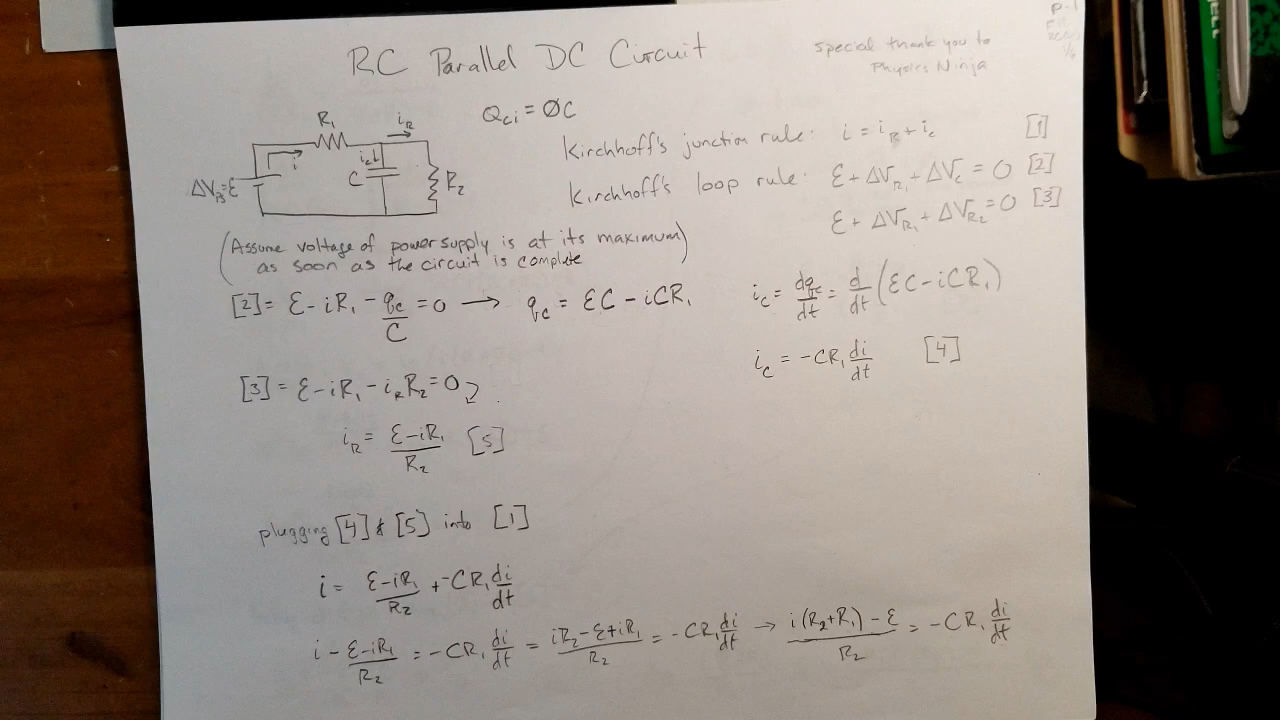 RC Parallel DC Circuit
special thank you to
Physics Ninja
P-1
Q_ci = ØC
R₁
i_R
i
i_c
C
R₂
ΔV_ps = ε
Kirchhoff's junction rule: i = i_R + i_c [1]
Kirchhoff's loop rule: ε + ΔV_R₁ + ΔV_c = 0 [2]
ε + ΔV_R₁ + ΔV_R₂ = 0 [3]
(Assume voltage of power supply is at its maximum
as soon as the circuit is complete)
[2] = ε - iR₁ - q_c/C = 0 → q_c = εC - iCR₁
i_c = dq_c/dt = d/dt (εC - iCR₁)
i_c = -CR₁ di/dt [4]
[3] = ε - iR₁ - i_R R₂ = 0
i_R = (ε - iR₁)/R₂ [5]
plugging [4] & [5] into [1]
i = (ε - iR₁)/R₂ + -CR₁ di/dt
i - (ε - iR₁)/R₂ = -CR₁ di/dt = (iR₂ - ε + iR₁)/R₂ = -CR₁ di/dt → (i(R₂+R₁) - ε)/R₂ = -CR₁ di/dt